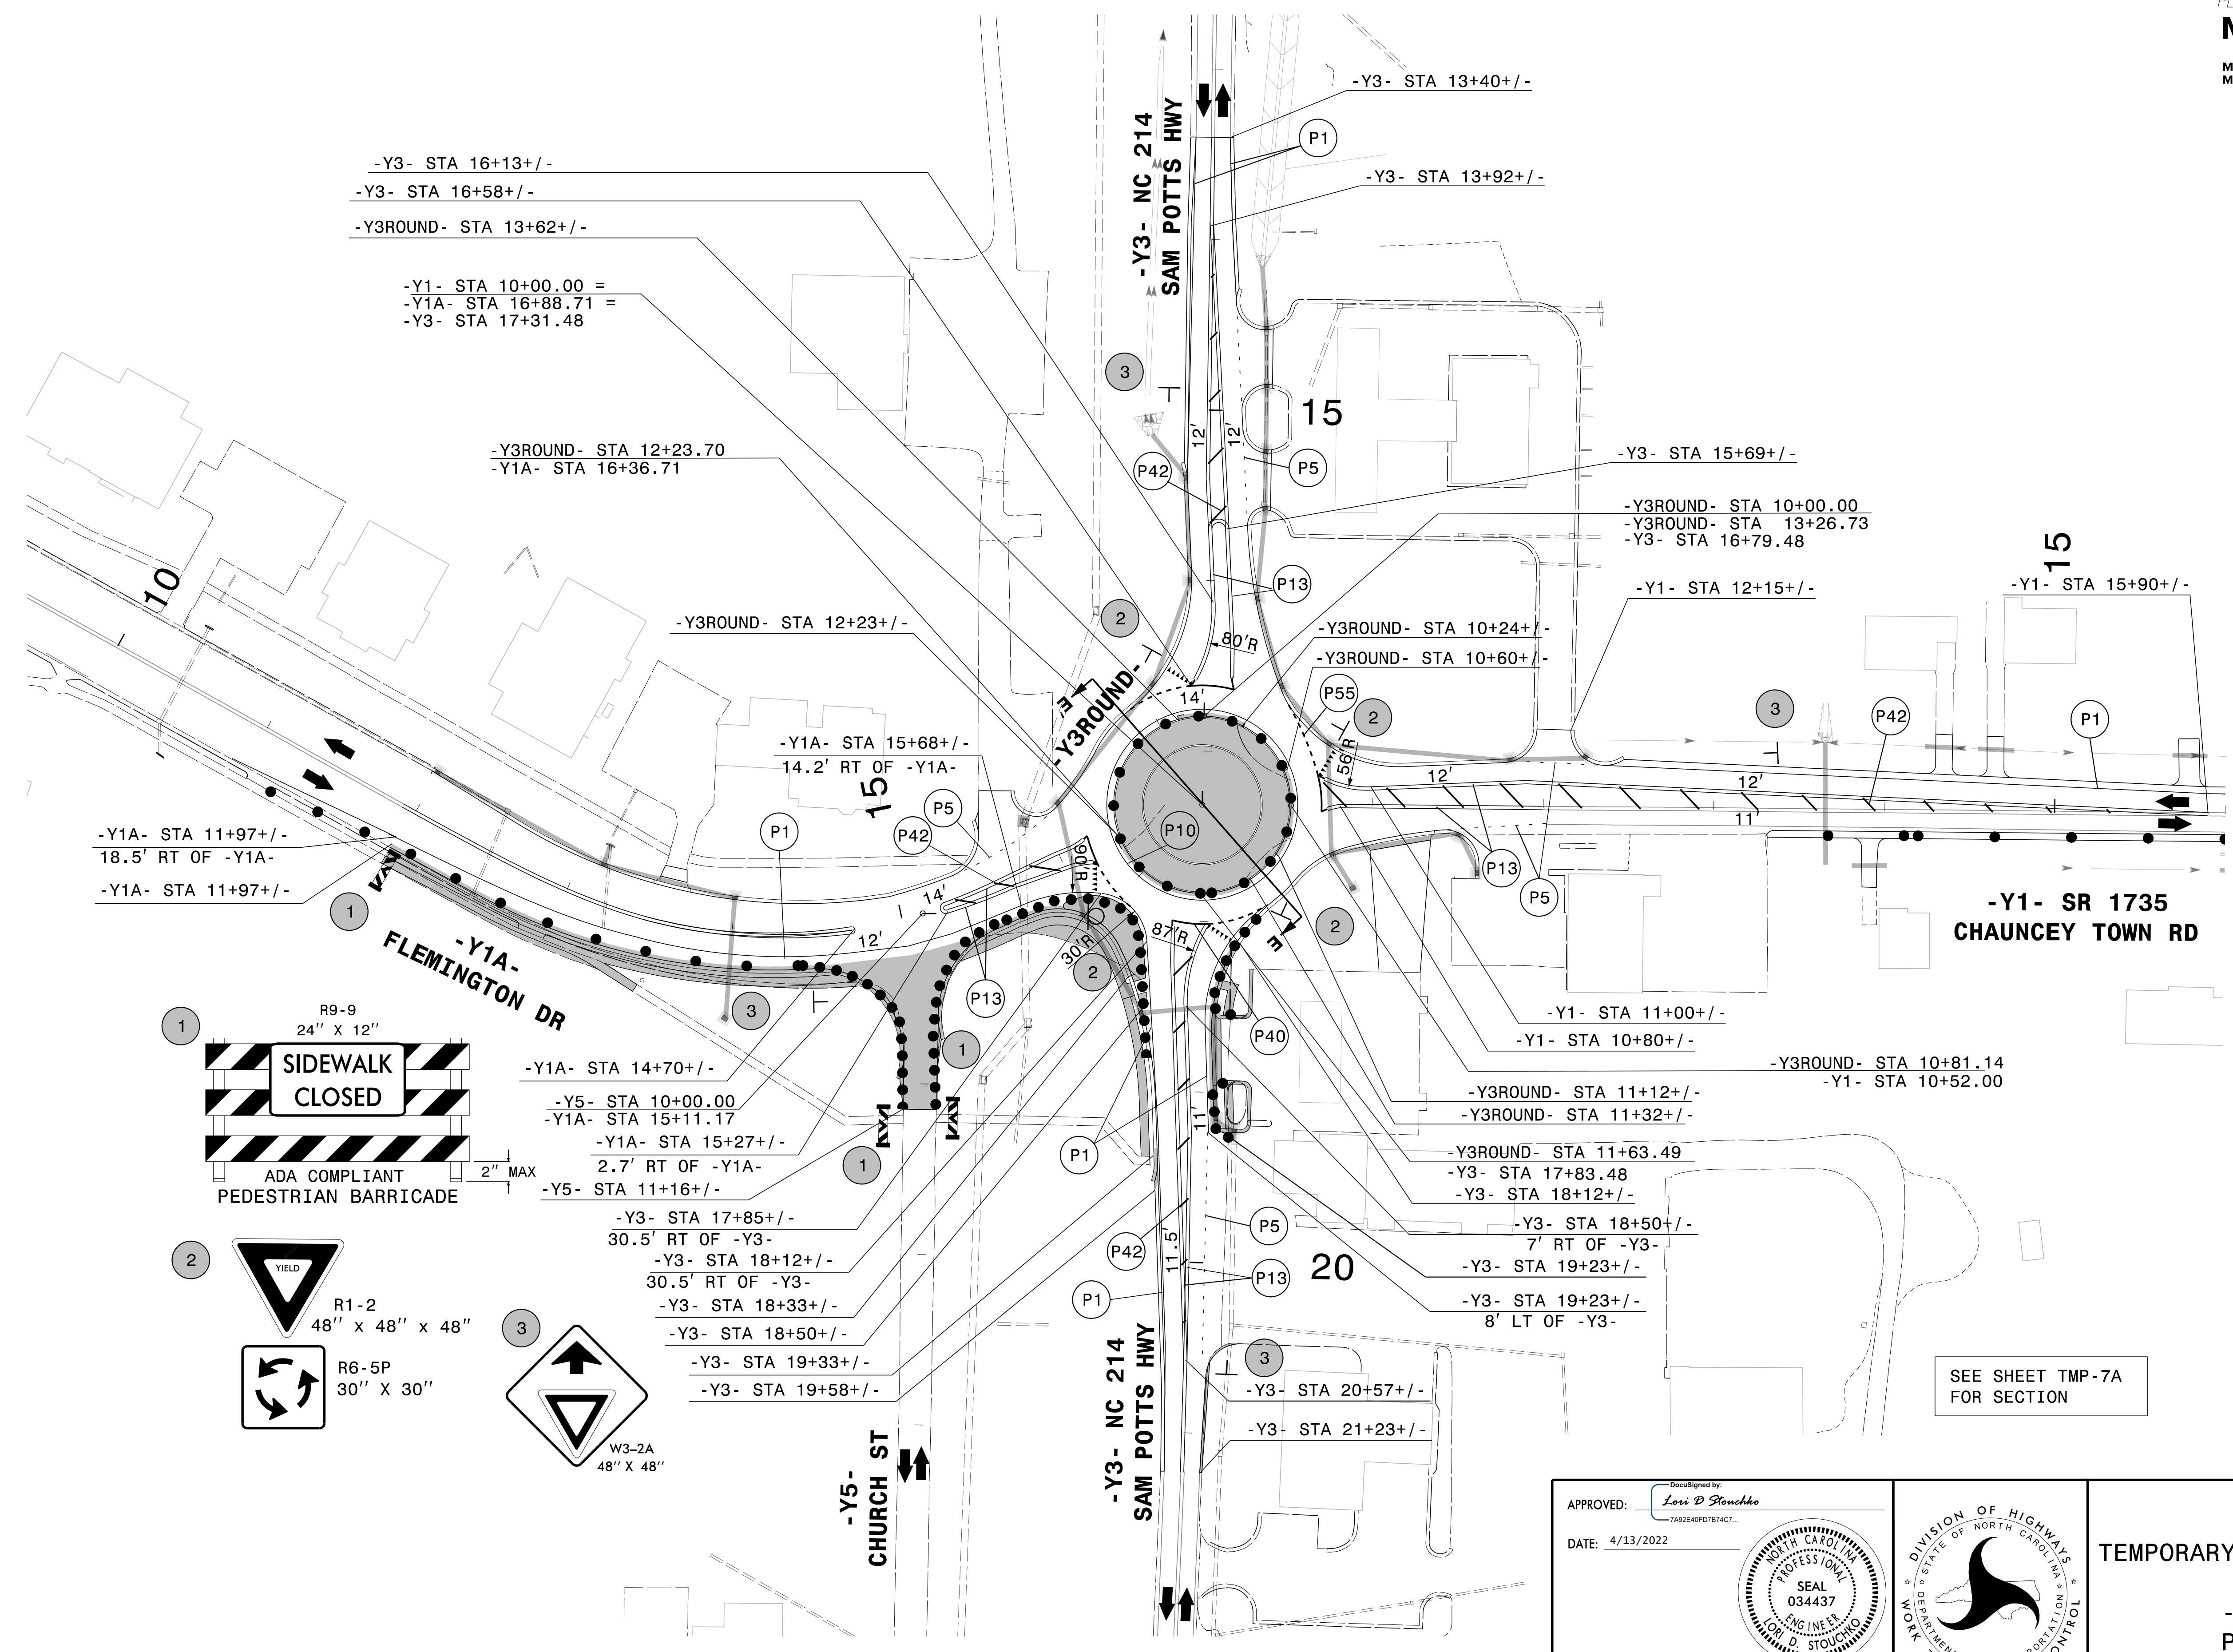 -Y3- STA 13+40+/-
P1
-Y3- NC 214
SAM POTTS HWY
-Y3- STA 16+13+/-
-Y3- STA 16+58+/-
-Y3- STA 13+92+/-
-Y3ROUND- STA 13+62+/-
-Y1- STA 10+00.00 =
-Y1A- STA 16+88.71 =
-Y3- STA 17+31.48
3
15
12'
12'
-Y3ROUND- STA 12+23.70
-Y1A- STA 16+36.71
P42
P5
-Y3- STA 15+69+/-
-Y3ROUND- STA 10+00.00
-Y3ROUND- STA 13+26.73
-Y3- STA 16+79.48
15
10
P13
-Y1- STA 12+15+/-
-Y1- STA 15+90+/-
-Y3ROUND- STA 12+23+/-
2
80'R
-Y3ROUND- STA 10+24+/-
-Y3ROUND- STA 10+60+/-
E
-Y3ROUND-
14'
P55
2
3
P42
P1
-Y1A- STA 15+68+/-
14.2' RT OF -Y1A-
56'R
15
12'
12'
P5
P42
P1
P10
11'
-Y1A- STA 11+97+/-
18.5' RT OF -Y1A-
-Y1A- STA 11+97+/-
1
90'R
14'
12'
P13
P5
-Y1- SR 1735
CHAUNCEY TOWN RD
-Y1A-
FLEMINGTON DR
30'R
2
87'R
E
2
P13
3
P40
1
R9-9
24" X 12"
SIDEWALK
CLOSED
2" MAX
ADA COMPLIANT
PEDESTRIAN BARRICADE
1
-Y1- STA 11+00+/-
-Y1- STA 10+80+/-
-Y3ROUND- STA 10+81.14
-Y1- STA 10+52.00
-Y1A- STA 14+70+/-
-Y5- STA 10+00.00
-Y1A- STA 15+11.17
-Y1A- STA 15+27+/-
2.7' RT OF -Y1A-
-Y5- STA 11+16+/-
1
P1
11'
-Y3ROUND- STA 11+12+/-
-Y3ROUND- STA 11+32+/-
-Y3ROUND- STA 11+63.49
-Y3- STA 17+83.48
-Y3- STA 18+12+/-
-Y3- STA 17+85+/-
30.5' RT OF -Y3-
-Y3- STA 18+12+/-
30.5' RT OF -Y3-
-Y3- STA 18+33+/-
-Y3- STA 18+50+/-
-Y3- STA 19+33+/-
-Y3- STA 19+58+/-
P42
11.5'
P5
P13
P1
20
-Y3- STA 18+50+/-
7' RT OF -Y3-
-Y3- STA 19+23+/-
-Y3- STA 19+23+/-
8' LT OF -Y3-
2
YIELD
R1-2
48" x 48" x 48"
R6-5P
30" X 30"
3
W3-2A
48" X 48"
3
-Y3- STA 20+57+/-
-Y3- STA 21+23+/-
-Y3- NC 214
SAM POTTS HWY
-Y5-
CHURCH ST
SEE SHEET TMP-7A
FOR SECTION
APPROVED:
DocuSigned by:
Lori D Stouchko
7A92E40FD7B74C7...
DATE: 4/13/2022
NORTH CAROLINA
PROFESSIONAL
SEAL
034437
ENGINEER
LORI D. STOUCHKO
DIVISION OF HIGHWAYS
STATE OF NORTH CAROLINA
WORK
TEMPORARY